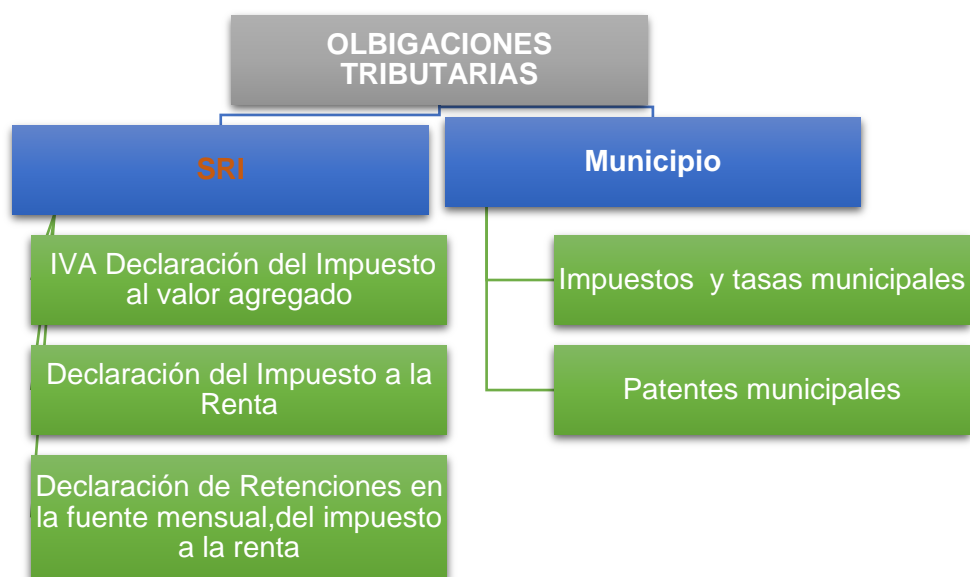 OLBIGACIONES
TRIBUTARIAS
SRI
IVA Declaración del Impuesto
al valor agregado
Declaración del Impuesto a la
Renta
Declaración de Retenciones en
la fuente mensual,del impuesto
a la renta
Municipio
Impuestos y tasas municipales
Patentes municipales